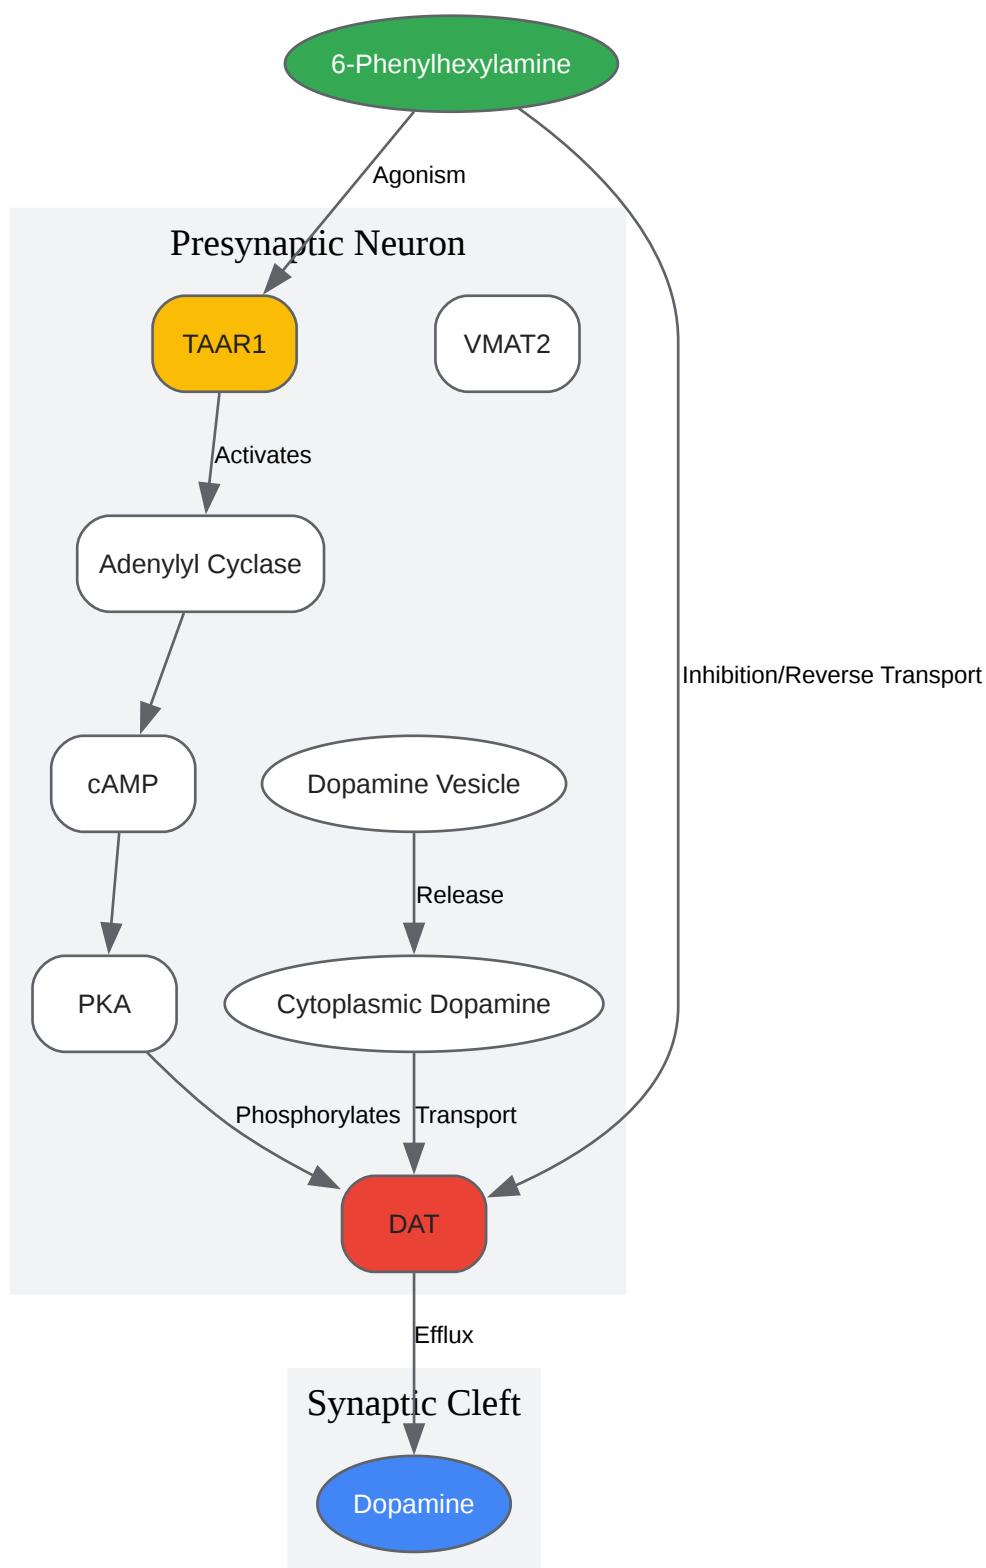 6-Phenylhexylamine
Agonism
Presynaptic Neuron
TAAR1
VMAT2
Activates
Adenylyl Cyclase
Inhibition/Reverse Transport
cAMP
Dopamine Vesicle
Release
PKA
Cytoplasmic Dopamine
Phosphorylates
Transport
DAT
Efflux
Synaptic Cleft
Dopamine